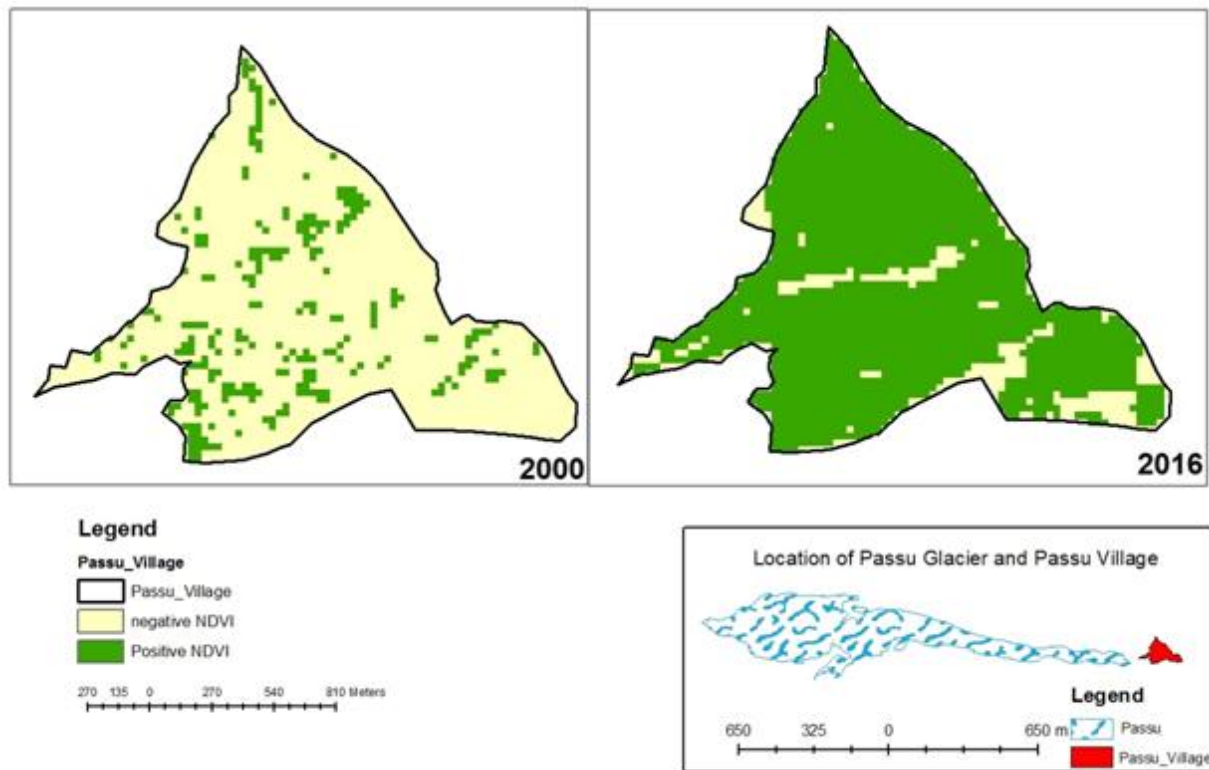 2000
2016
Legend
Passu_Village
Passu_Village
negative NDVI
Positive NDVI
270 135 0 270 540 810 Meters
Location of Passu Glacier and Passu Village
Legend
650 325 0 650 m
Passu
Passu_Village